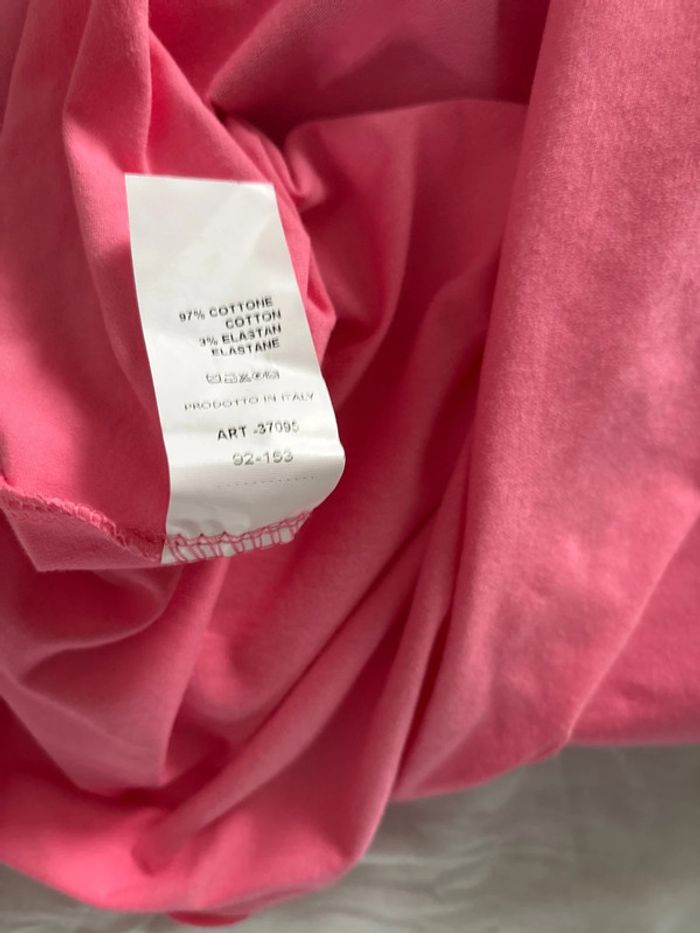 97% COTTONE
COTTON
3% ELASTAN
ELASTANE
PRODOTTO IN ITALY
ART -37095
92-153